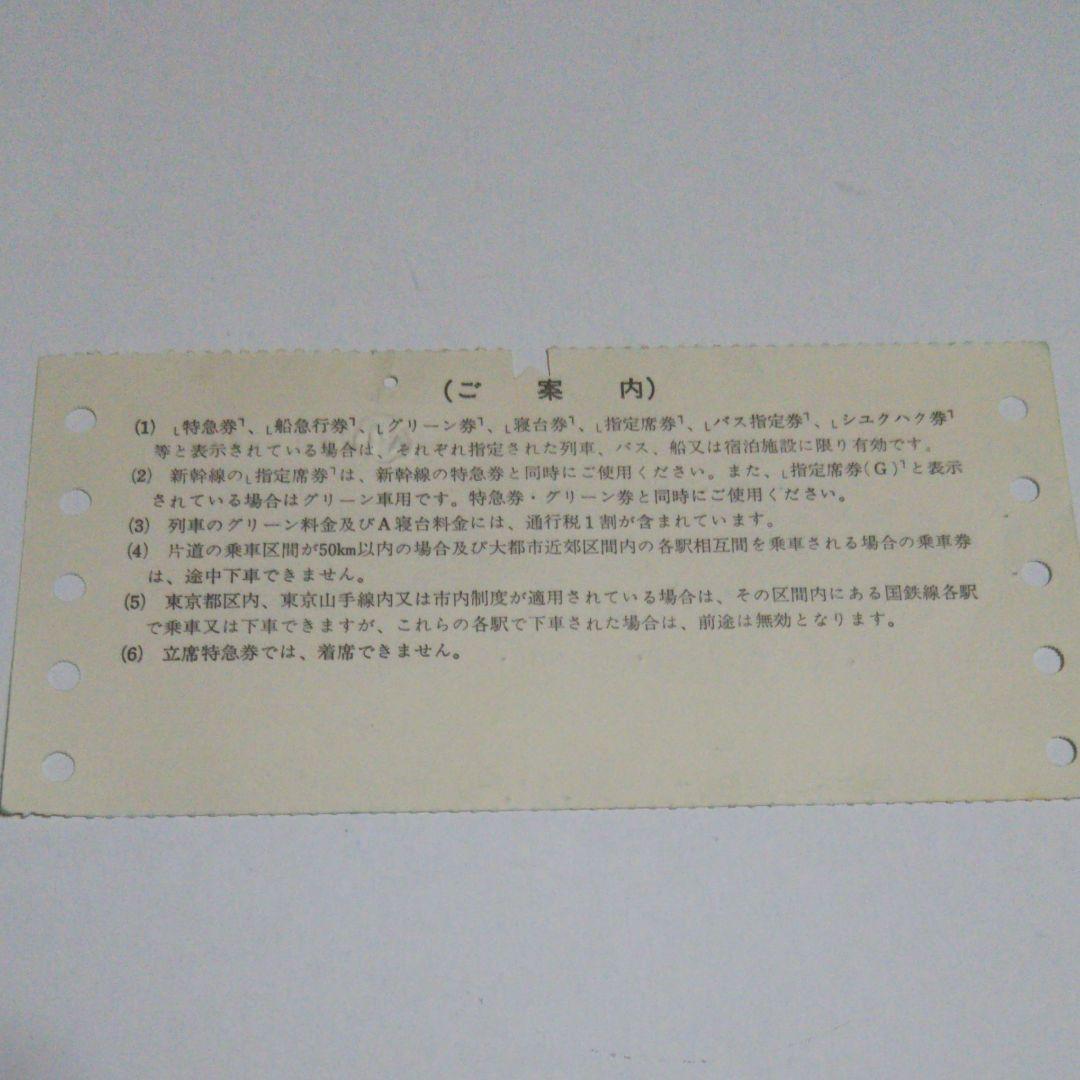 (ご案内)
(1) ｢特急券｣、｢船急行券｣、｢グリーン券｣、｢寝台券｣、｢指定席券｣、｢バス指定券｣、｢シユクハク券｣
等と表示されている場合は、それぞれ指定された列車、バス、船又は宿泊施設に限り有効です。
(2) 新幹線の｢指定席券｣は、新幹線の特急券と同時にご使用ください。また、｢指定席券(G)｣と表示
されている場合はグリーン車用です。特急券・グリーン券と同時にご使用ください。
(3) 列車のグリーン料金及びA寝台料金には、通行税1割が含まれています。
(4) 片道の乗車区間が50km以内の場合及び大都市近郊区間内の各駅相互間を乗車される場合の乗車券
は、途中下車できません。
(5) 東京都区内、東京山手線内又は市内制度が適用されている場合は、その区間内にある国鉄線各駅
で乗車又は下車できますが、これらの各駅で下車された場合は、前途は無効となります。
(6) 立席特急券では、着席できません。